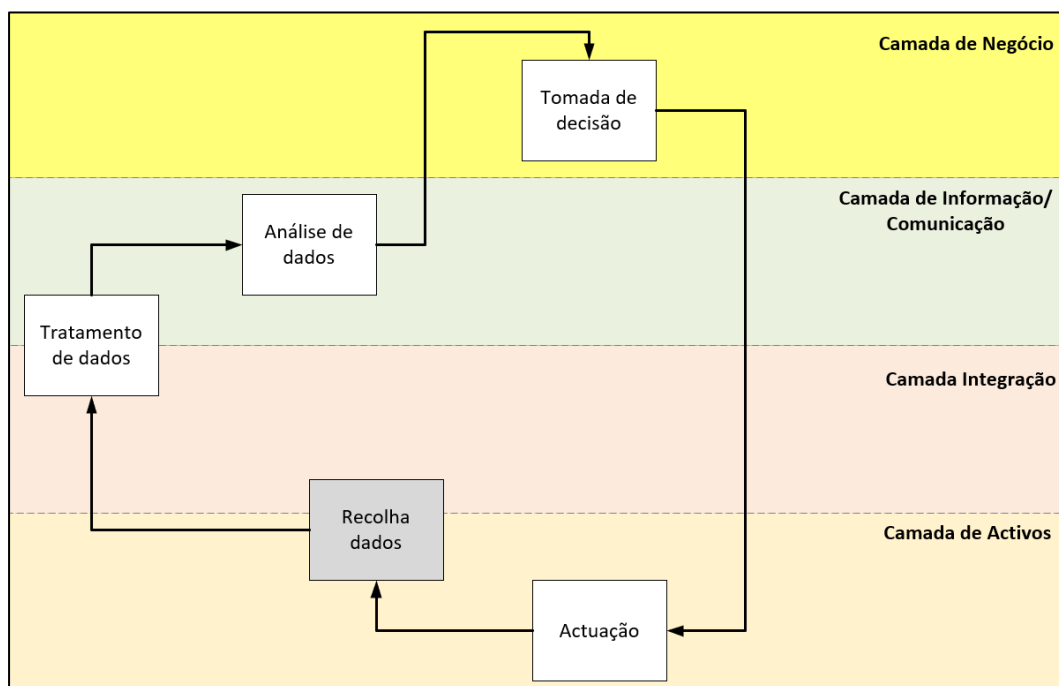 Camada de Negócio
Tomada de
decisão
Camada de Informação/
Comunicação
Análise de
dados
Tratamento
de dados
Camada Integração
Recolha
dados
Camada de Activos
Actuação